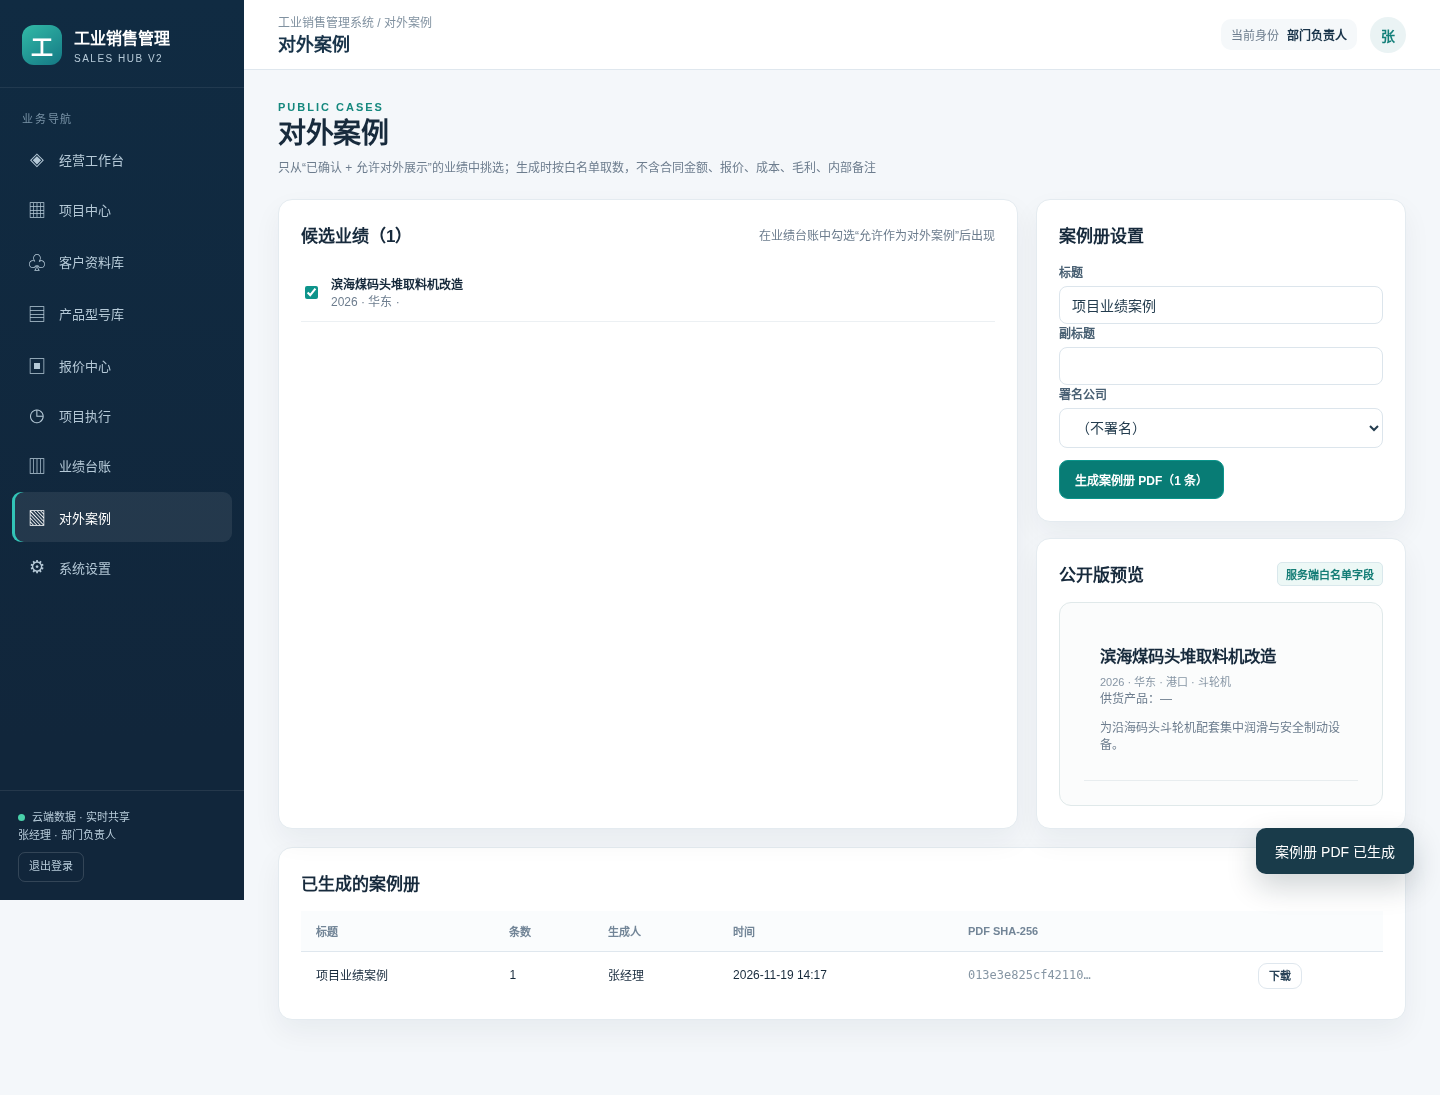 工
工业销售管理
SALES HUB V2
业务导航
经营工作台
项目中心
客户资料库
产品型号库
报价中心
项目执行
业绩台账
对外案例
系统设置
云端数据 · 实时共享
张经理 · 部门负责人
退出登录
工业销售管理系统 / 对外案例
对外案例
当前身份 部门负责人
张
PUBLIC CASES
对外案例
只从“已确认 + 允许对外展示”的业绩中挑选；生成时按白名单取数，不含合同金额、报价、成本、毛利、内部备注
候选业绩（1）
在业绩台账中勾选“允许作为对外案例”后出现
滨海煤码头堆取料机改造
2026 · 华东 ·
案例册设置
标题
项目业绩案例
副标题
署名公司
（不署名）
生成案例册 PDF（1 条）
公开版预览
服务端白名单字段
滨海煤码头堆取料机改造
2026 · 华东 · 港口 · 斗轮机
供货产品：—
为沿海码头斗轮机配套集中润滑与安全制动设
备。
案例册 PDF 已生成
已生成的案例册
标题 条数 生成人 时间 PDF SHA-256
项目业绩案例 1 张经理 2026-11-19 14:17 013e3e825cf42110… 下载